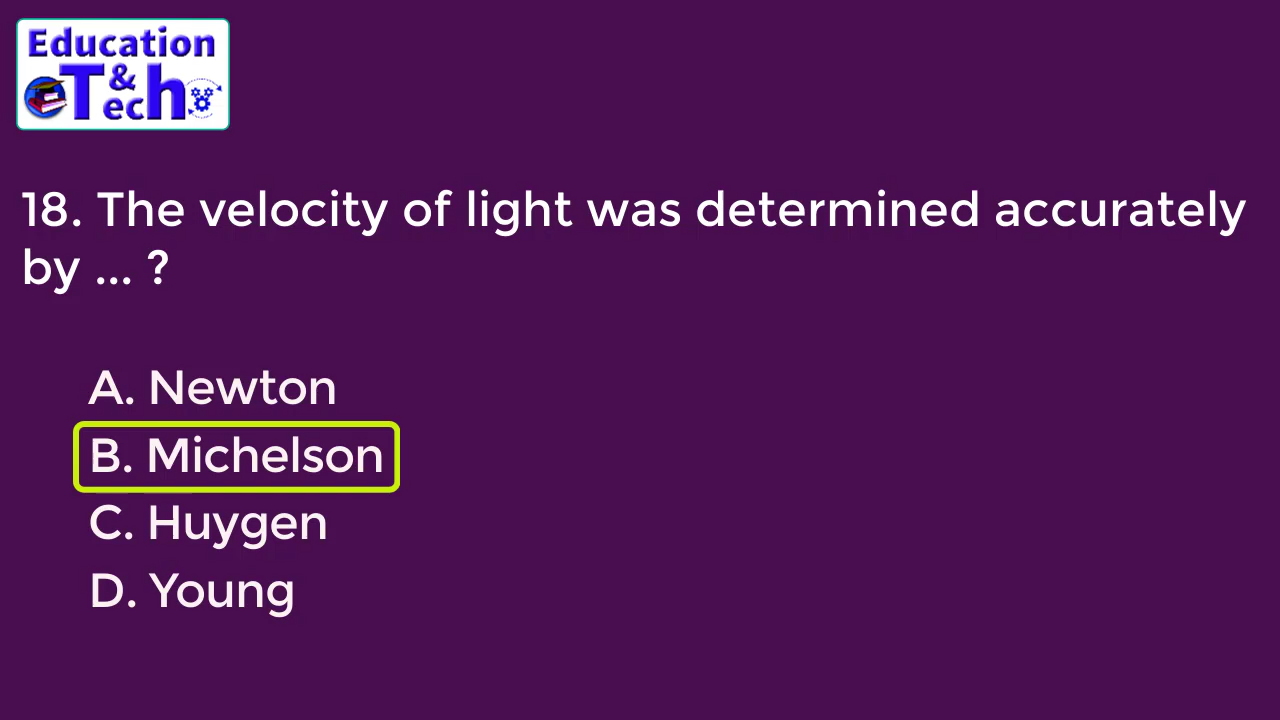 Education
& Tech
18. The velocity of light was determined accurately
by ... ?
A. Newton
B. Michelson
C. Huygen
D. Young